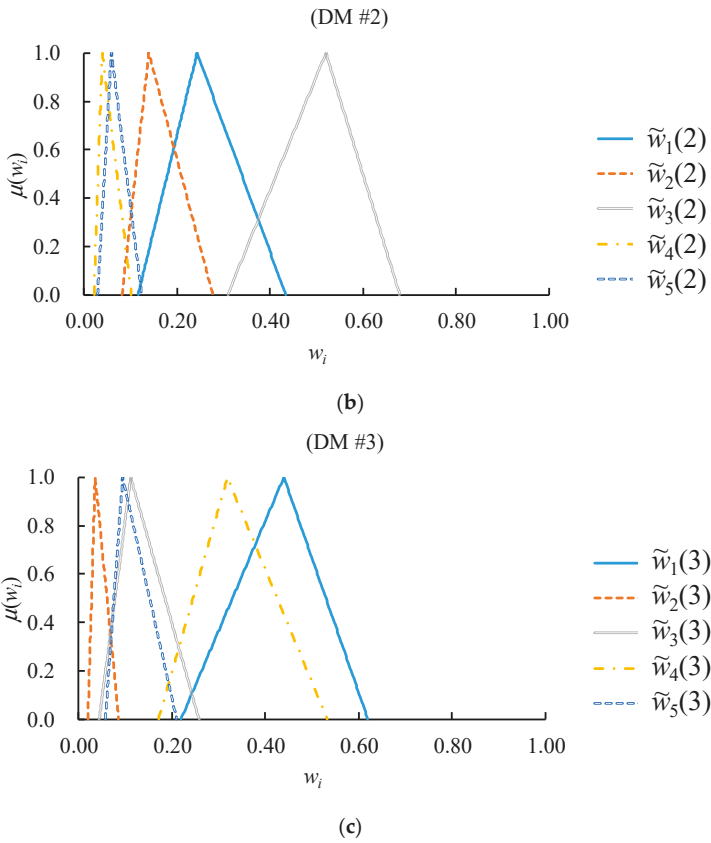 (DM #2)
1.0
0.8
0.6
0.4
0.2
0.0
μ(wᵢ)
0.00 0.20 0.40 0.60 0.80 1.00
wᵢ
w̃₁(2)
w̃₂(2)
w̃₃(2)
w̃₄(2)
w̃₅(2)
(b)
(DM #3)
1.0
0.8
0.6
0.4
0.2
0.0
μ(wᵢ)
0.00 0.20 0.40 0.60 0.80 1.00
wᵢ
w̃₁(3)
w̃₂(3)
w̃₃(3)
w̃₄(3)
w̃₅(3)
(c)